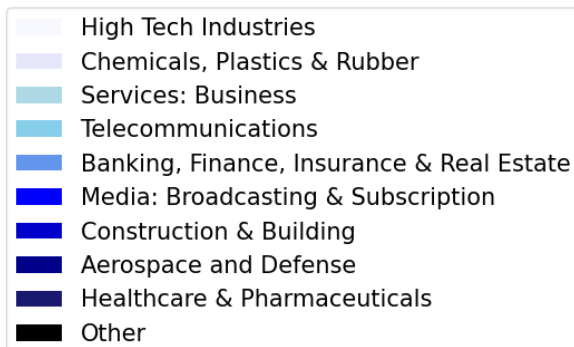 High Tech Industries
Chemicals, Plastics & Rubber
Services: Business
Telecommunications
Banking, Finance, Insurance & Real Estate
Media: Broadcasting & Subscription
Construction & Building
Aerospace and Defense
Healthcare & Pharmaceuticals
Other